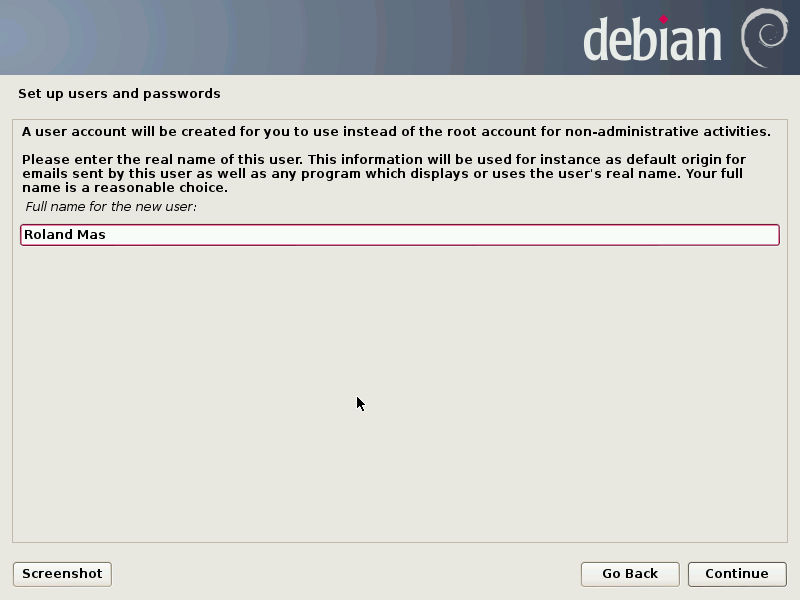 debian
Set up users and passwords
A user account will be created for you to use instead of the root account for non-administrative activities.
Please enter the real name of this user. This information will be used for instance as default origin for
emails sent by this user as well as any program which displays or uses the user's real name. Your full
name is a reasonable choice.
Full name for the new user:
Roland Mas
Screenshot
Go Back
Continue